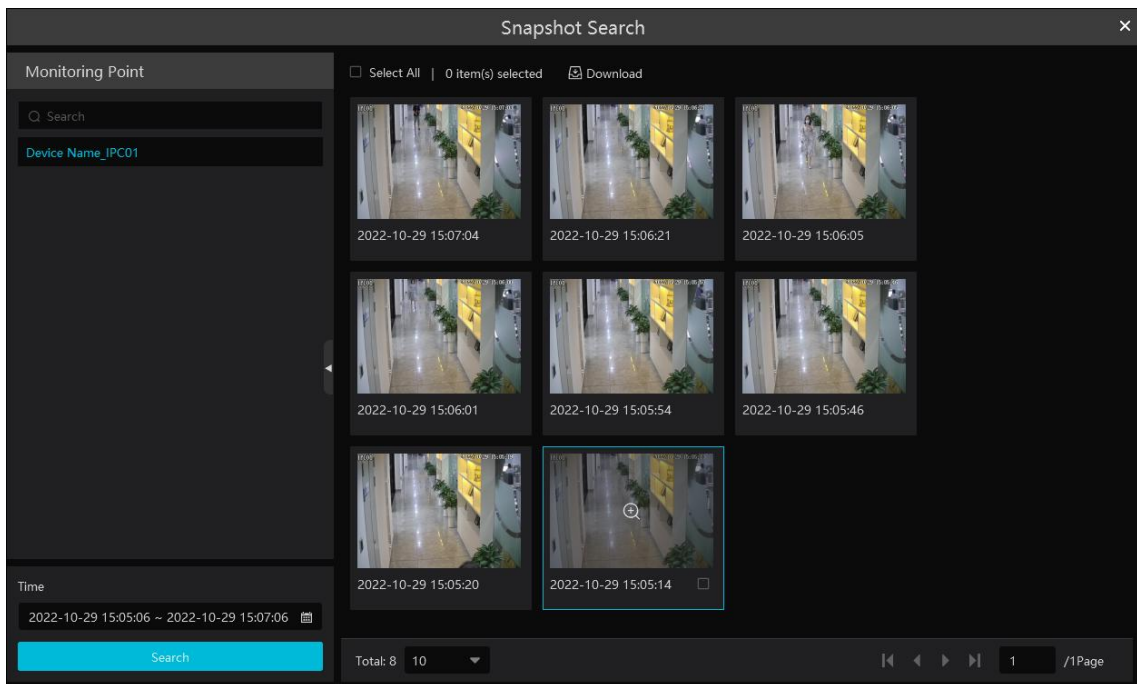 Snapshot Search
Monitoring Point
Search
Device Name_IPC01
Time
2022-10-29 15:05:06 ~ 2022-10-29 15:07:06
Search
Select All | 0 item(s) selected Download
2022-10-29 15:07:04
2022-10-29 15:06:21
2022-10-29 15:06:05
2022-10-29 15:06:01
2022-10-29 15:05:54
2022-10-29 15:05:46
2022-10-29 15:05:20
2022-10-29 15:05:14
Total: 8 10
1 /1Page